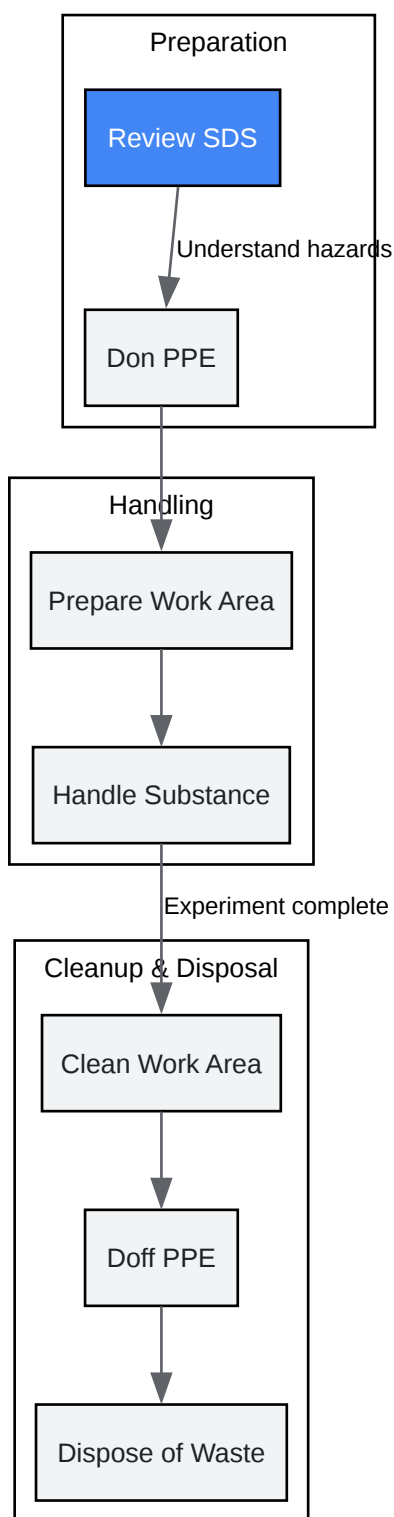 Preparation
Review SDS
Understand hazards
Don PPE
Handling
Prepare Work Area
Handle Substance
Experiment complete
Cleanup & Disposal
Clean Work Area
Doff PPE
Dispose of Waste